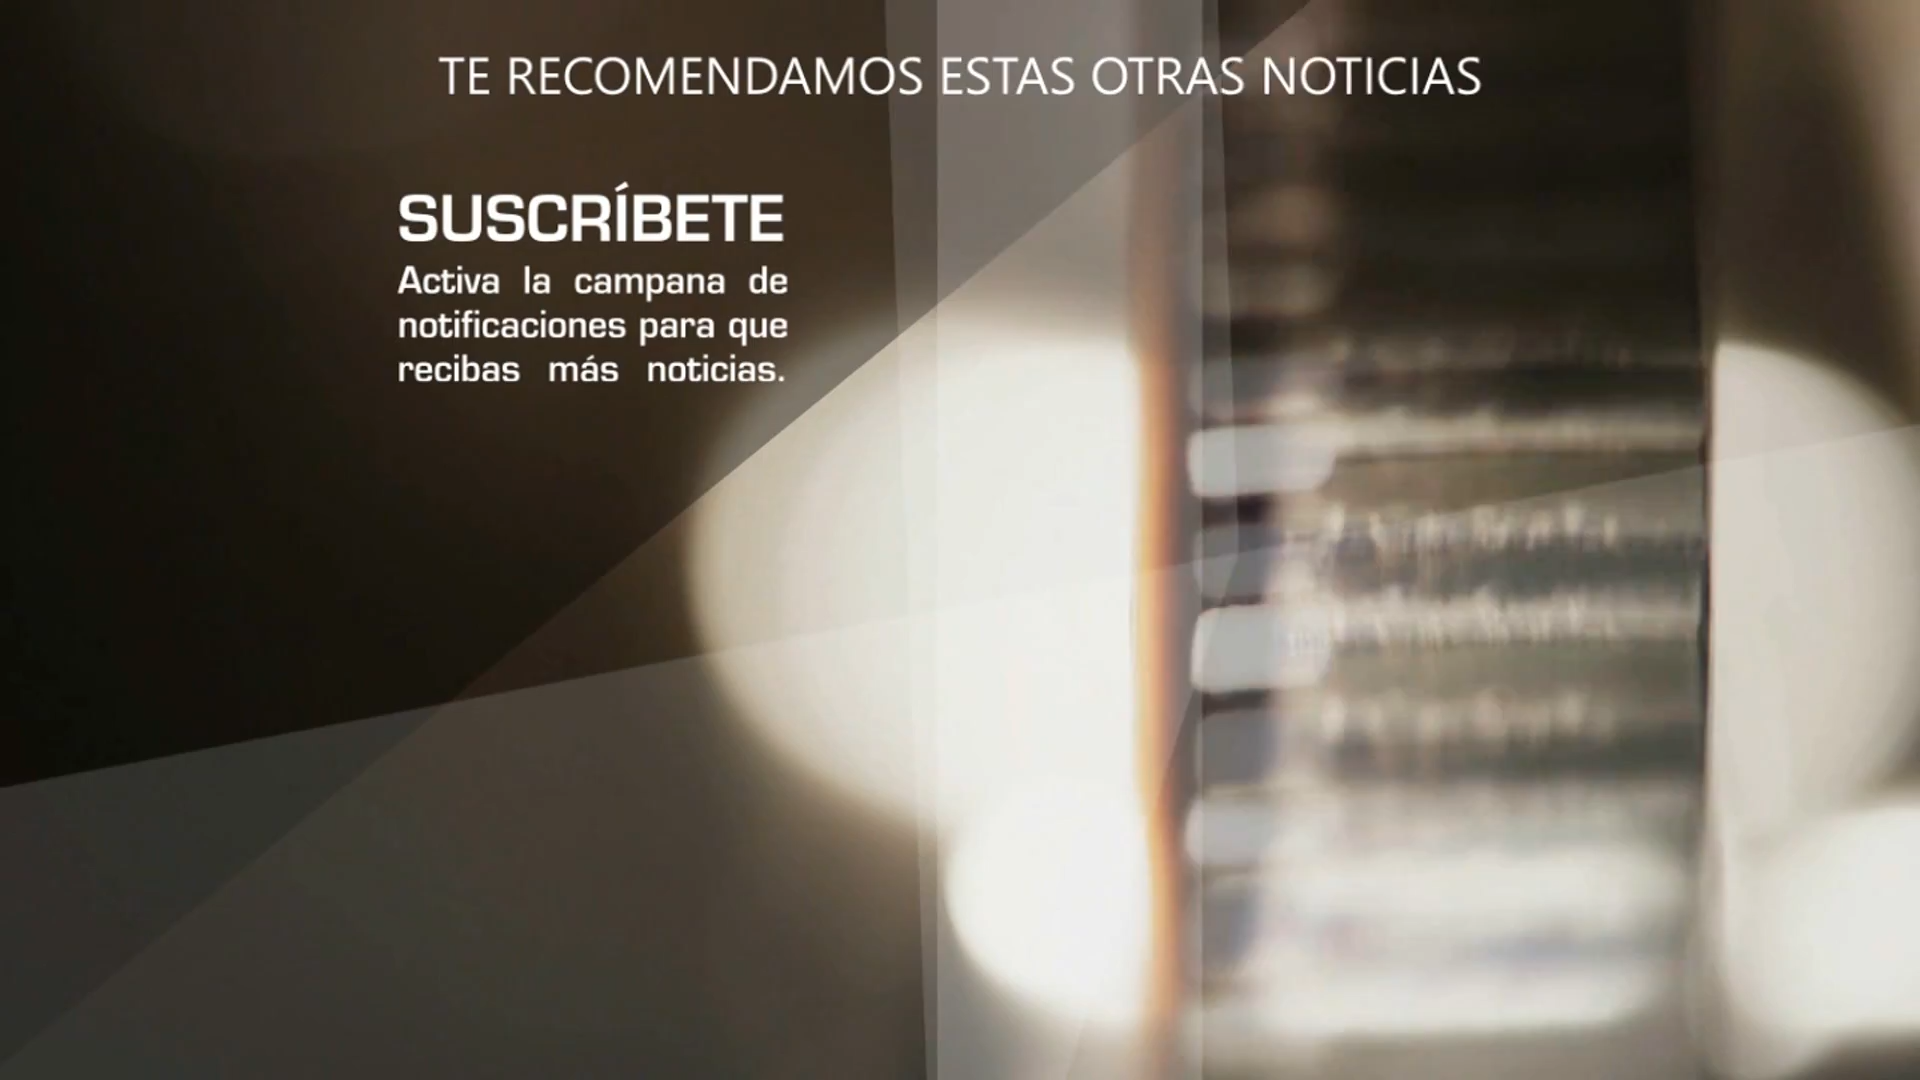 TE RECOMENDAMOS ESTAS OTRAS NOTICIAS
SUSCRÍBETE
Activa la campana de
notificaciones para que
recibas más noticias.